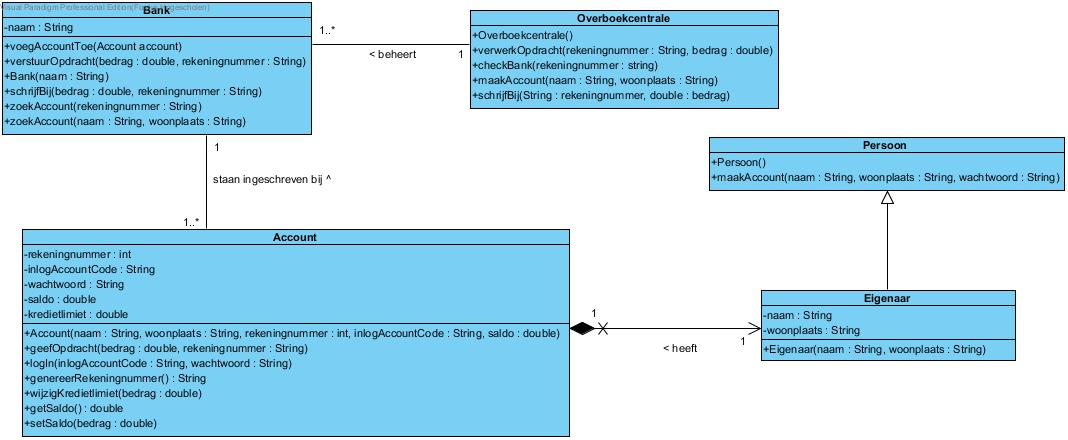 Visual Paradigm Professional Edition
Bank
-naam : String
+voegAccountToe(Account account)
+verstuurOpdracht(bedrag : double, rekeningnummer : String)
+Bank(naam : String)
+schrijfBij(bedrag : double, rekeningnummer : String)
+zoekAccount(rekeningnummer : String)
+zoekAccount(naam : String, woonplaats : String)
1..*
< beheert
1
Overboekcentrale
+Overboekcentrale()
+verwerkOpdracht(rekeningnummer : String, bedrag : double)
+checkBank(rekeningnummer : string)
+maakAccount(naam : String, woonplaats : String)
+schrijfBij(String : rekeningnummer, double : bedrag)
Persoon
+Persoon()
+maakAccount(naam : String, woonplaats : String, wachtwoord : String)
1
staan ingeschreven bij ^
1..*
Account
-rekeningnummer : int
-inlogAccountCode : String
-wachtwoord : String
-saldo : double
-kredietlimiet : double
+Account(naam : String, woonplaats : String, rekeningnummer : int, inlogAccountCode : String, saldo : double)
+geefOpdracht(bedrag : double, rekeningnummer : String)
+logIn(inlogAccountCode : String, wachtwoord : String)
+genereerRekeningnummer() : String
+wijzigKredietlimiet(bedrag : double)
+getSaldo() : double
+setSaldo(bedrag : double)
1
< heeft
1
Eigenaar
-naam : String
-woonplaats : String
+Eigenaar(naam : String, woonplaats : String)